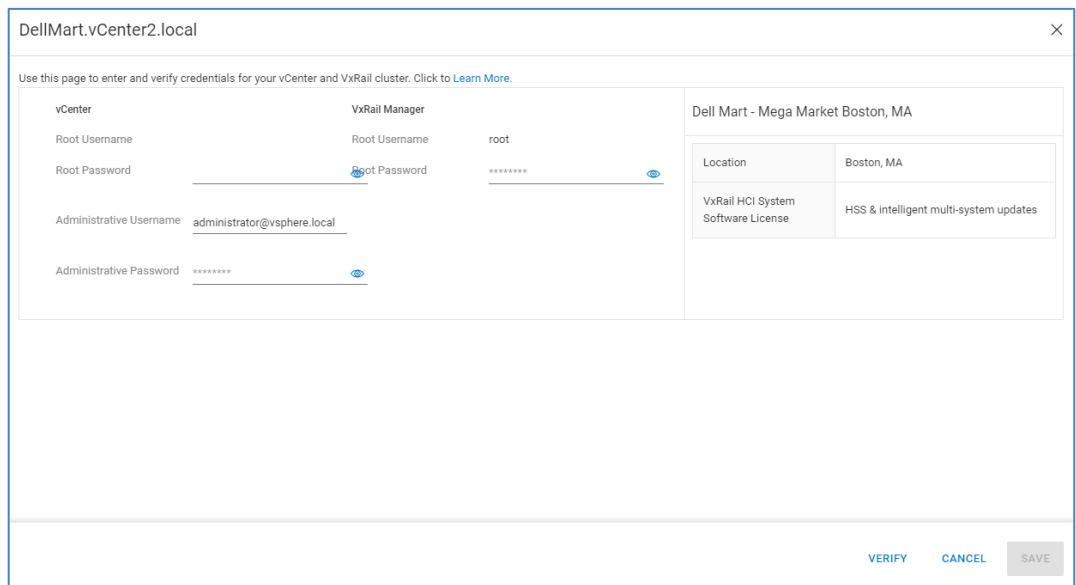 DellMart.vCenter2.local
Use this page to enter and verify credentials for your vCenter and VxRail cluster. Click to Learn More.
vCenter
VxRail Manager
Root Username
Root Username
root
Root Password
Root Password
********
Administrative Username
administrator@vsphere.local
Administrative Password
********
Dell Mart - Mega Market Boston, MA
Location
Boston, MA
VxRail HCI System
Software License
HSS & intelligent multi-system updates
VERIFY
CANCEL
SAVE